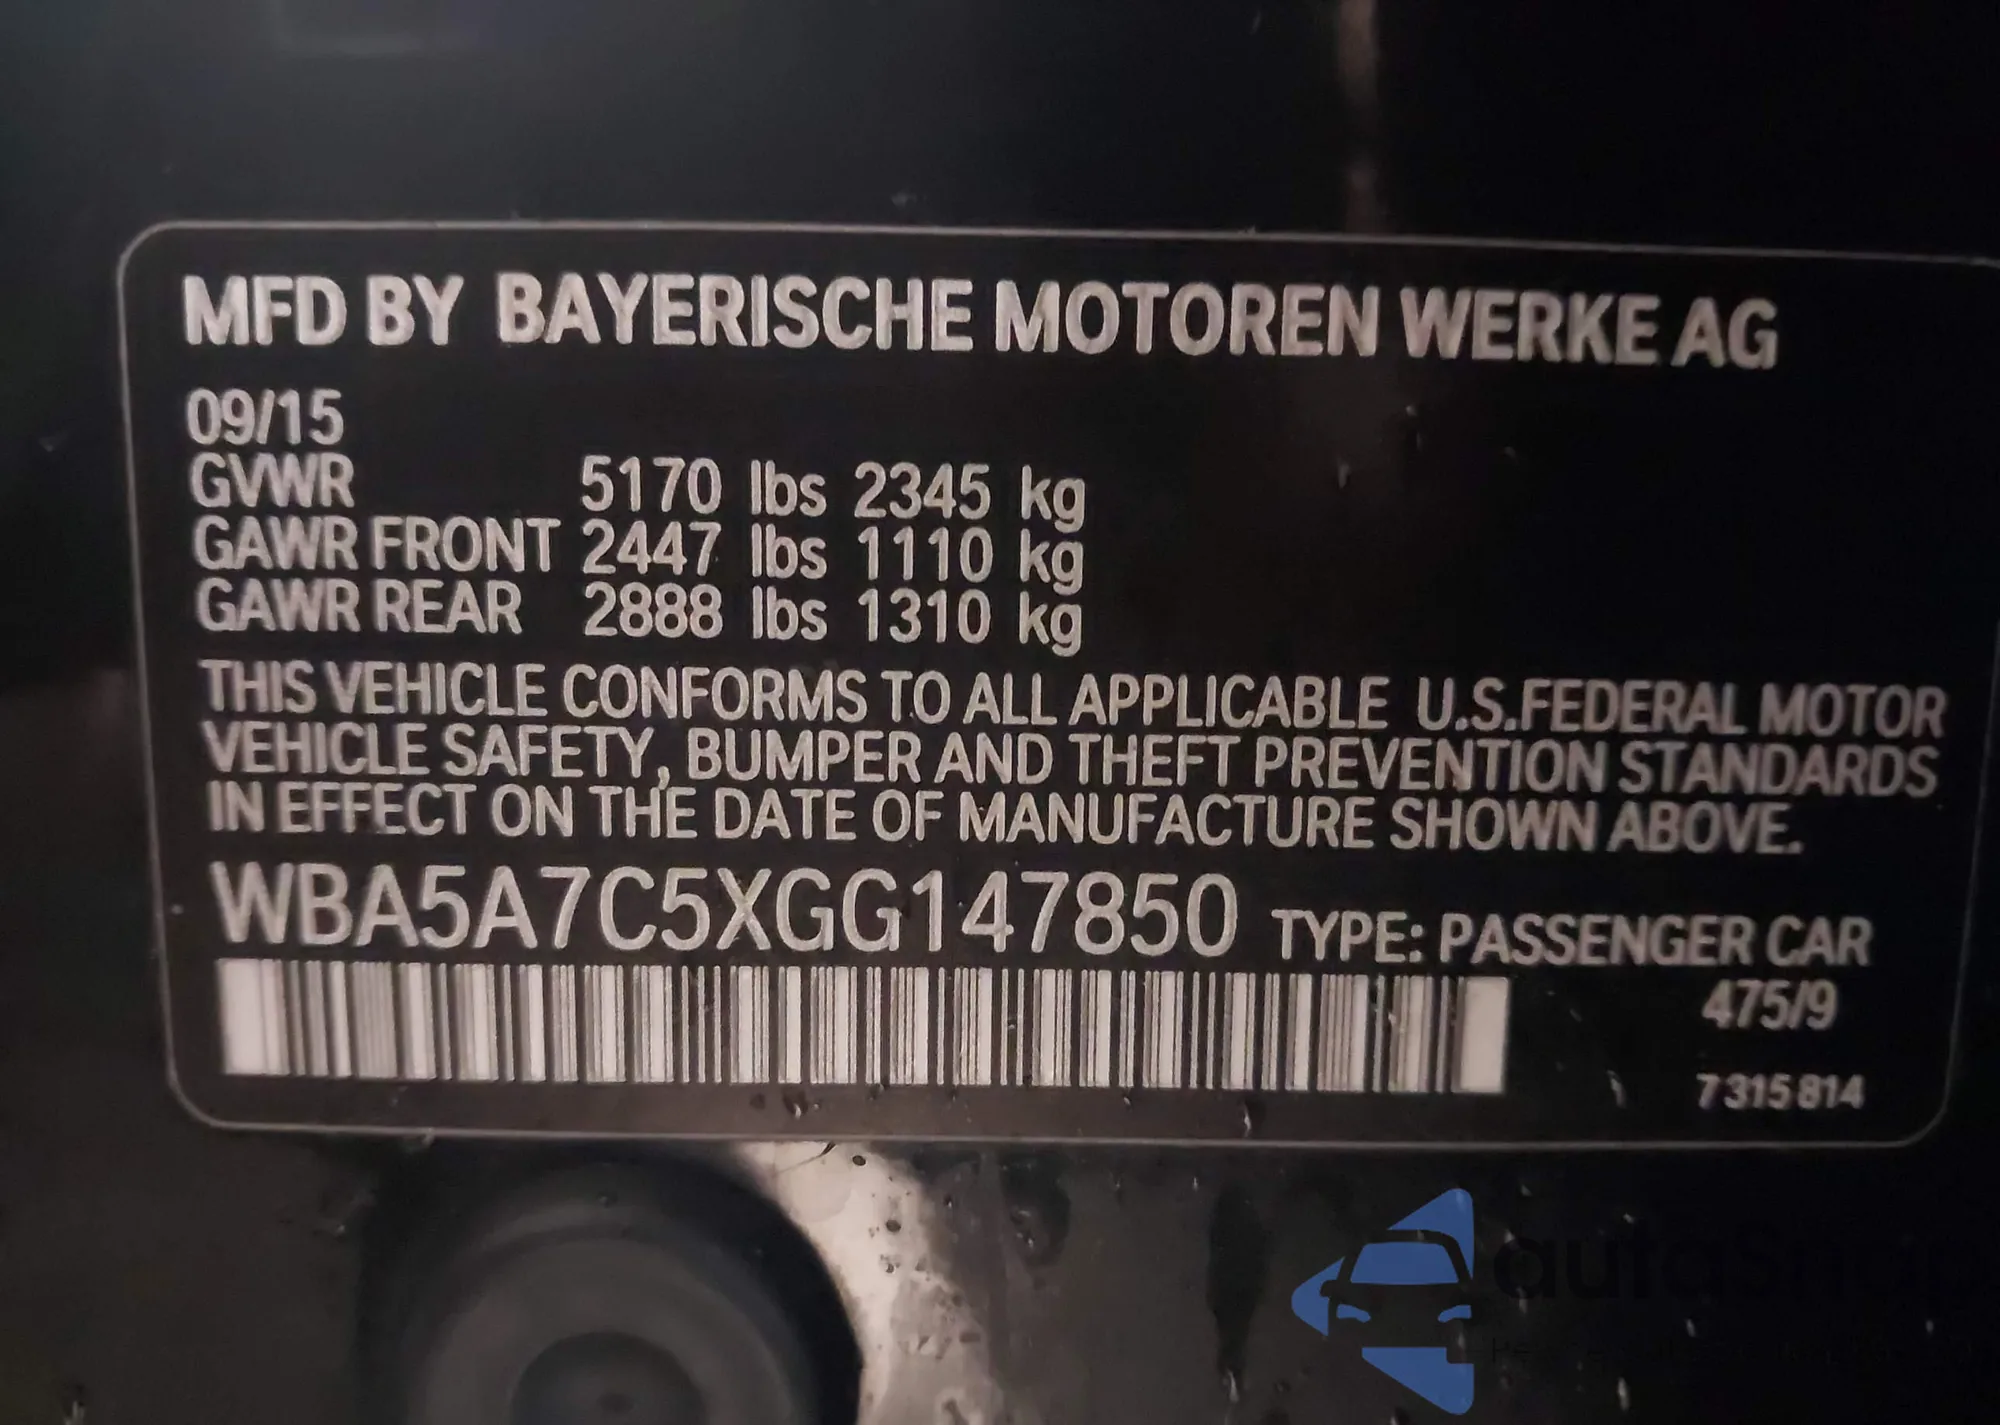 MFD BY BAYERISCHE MOTOREN WERKE AG
09/15
GVWR 5170 lbs 2345 kg
GAWR FRONT 2447 lbs 1110 kg
GAWR REAR 2888 lbs 1310 kg
THIS VEHICLE CONFORMS TO ALL APPLICABLE U.S.FEDERAL MOTOR
VEHICLE SAFETY, BUMPER AND THEFT PREVENTION STANDARDS
IN EFFECT ON THE DATE OF MANUFACTURE SHOWN ABOVE.
WBA5A7C5XGG147850 TYPE: PASSENGER CAR
475/9
7 315 814